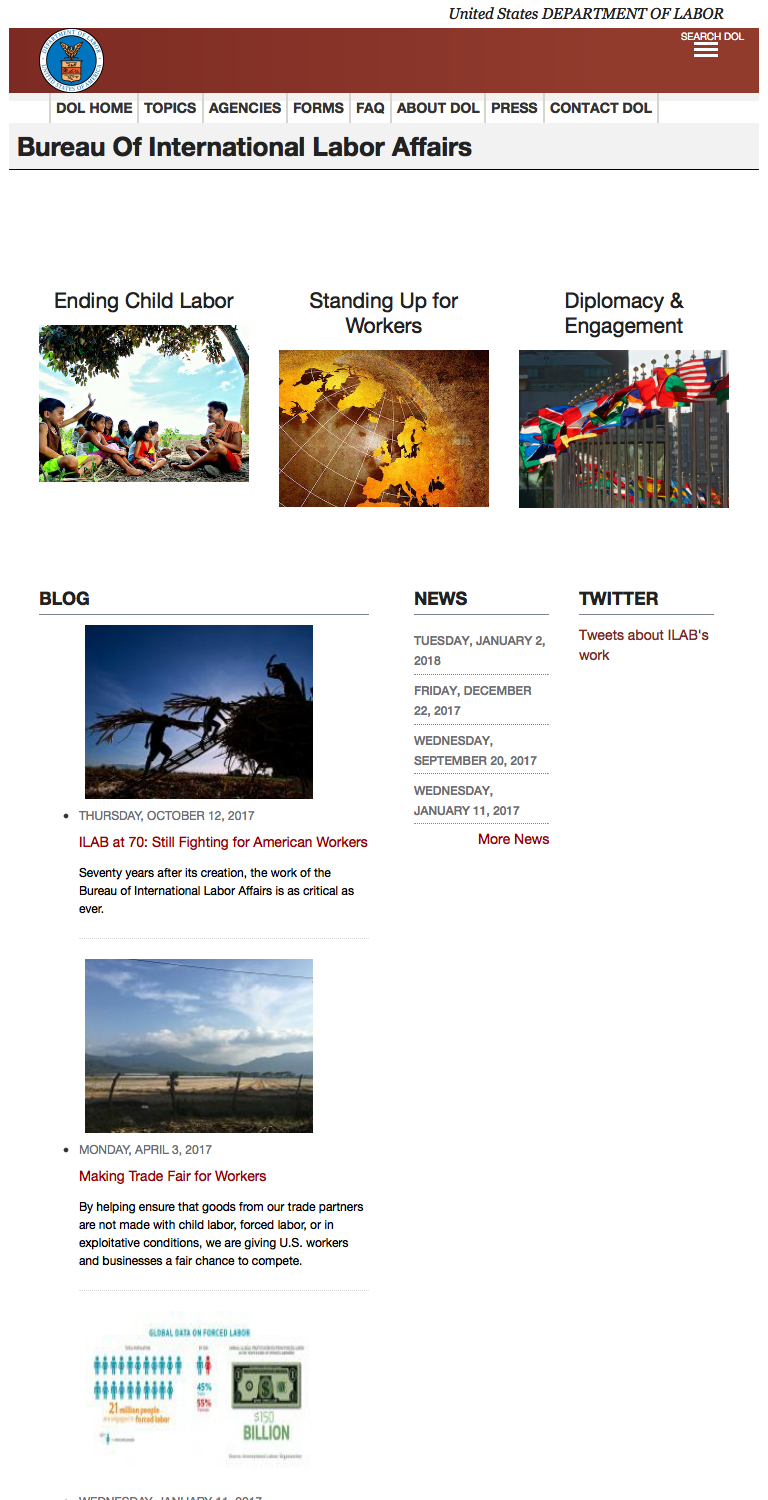 United States DEPARTMENT OF LABOR
SEARCH DOL
DOL HOME TOPICS AGENCIES FORMS FAQ ABOUT DOL PRESS CONTACT DOL
Bureau Of International Labor Affairs
Ending Child Labor
Standing Up for
Workers
Diplomacy &
Engagement
BLOG
THURSDAY, OCTOBER 12, 2017
ILAB at 70: Still Fighting for American Workers
Seventy years after its creation, the work of the
Bureau of International Labor Affairs is as critical as
ever.
MONDAY, APRIL 3, 2017
Making Trade Fair for Workers
By helping ensure that goods from our trade partners
are not made with child labor, forced labor, or in
exploitative conditions, we are giving U.S. workers
and businesses a fair chance to compete.
GLOBAL DATA ON FORCED LABOR
45%
55%
21 million people
forced labor
$150
BILLION
WEDNESDAY, JANUARY 11, 2017
NEWS
TUESDAY, JANUARY 2,
2018
FRIDAY, DECEMBER
22, 2017
WEDNESDAY,
SEPTEMBER 20, 2017
WEDNESDAY,
JANUARY 11, 2017
More News
TWITTER
Tweets about ILAB's
work